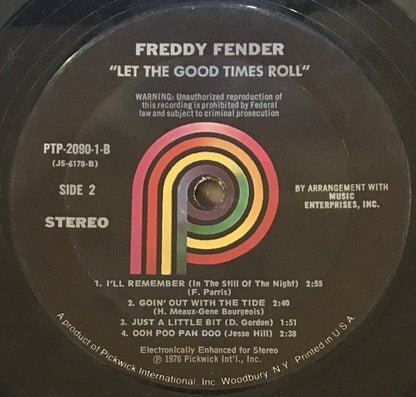 FREDDY FENDER
"LET THE GOOD TIMES ROLL"
WARNING: Unauthorized reproduction of
this recording is prohibited by Federal
law and subject to criminal prosecution
PTP-2090-1-B
(JS-6178-B)
SIDE 2
STEREO
BY ARRANGEMENT WITH
MUSIC
ENTERPRISES, INC.
1. I'LL REMEMBER (In The Still Of The Night) 2:55
(F. Parris)
2. GOIN' OUT WITH THE TIDE 2:40
(H. Meaux-Gene Bourgeois)
3. JUST A LITTLE BIT (D. Gordon) 1:51
4. OOH POO PAN DOO (Jesse Hill) 2:38
Electronically Enhanced for Stereo
℗ 1976 Pickwick Int'l., Inc.
A product of Pickwick International, Inc. Woodbury, N.Y. Printed in U.S.A.